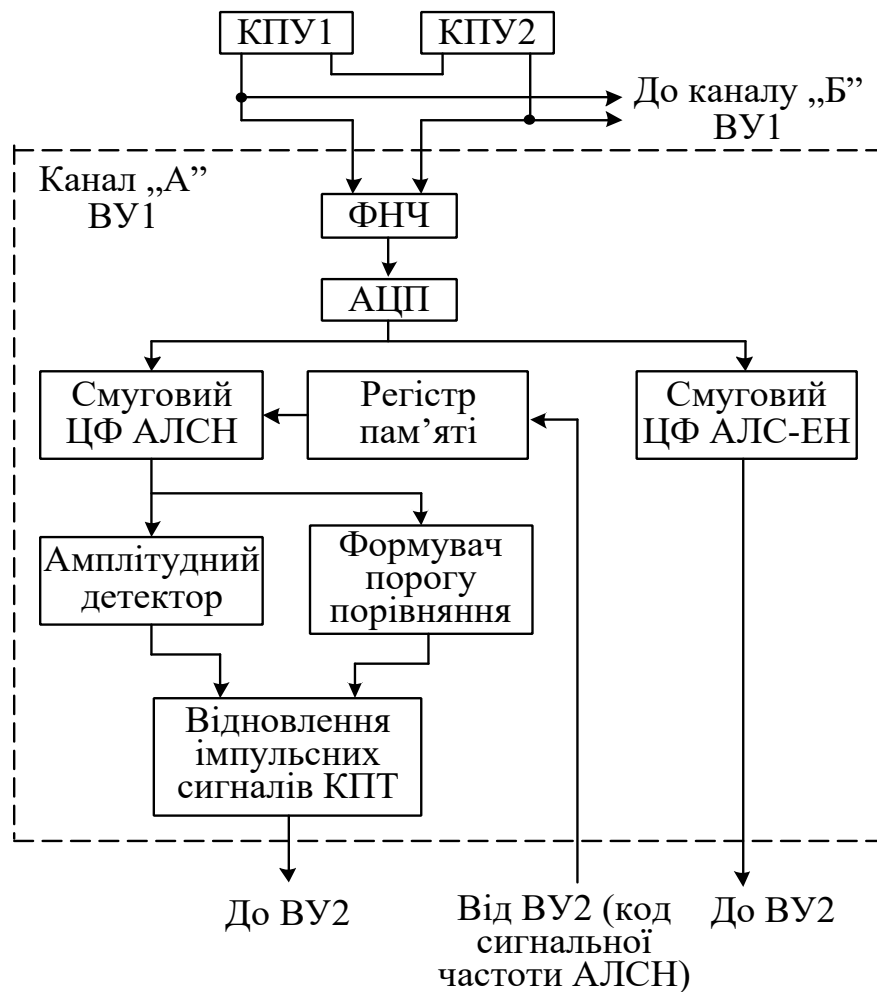 КПУ1
КПУ2
До каналу „Б”
ВУ1
Канал „А”
ВУ1
ФНЧ
АЦП
Смуговий
ЦФ АЛСН
Регістр
пам’яті
Смуговий
ЦФ АЛС-ЕН
Амплітудний
детектор
Формувач
порогу
порівняння
Відновлення
імпульсних
сигналів КПТ
До ВУ2
Від ВУ2 (код
сигнальної
частоти АЛСН)
До ВУ2